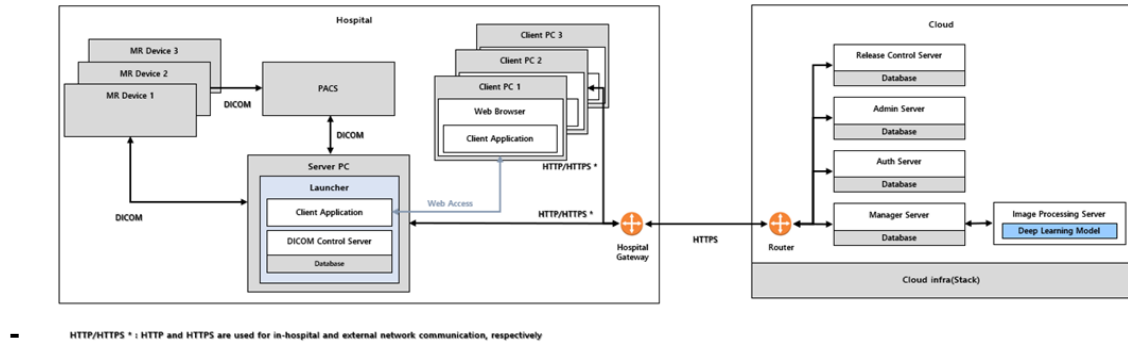 Hospital
MR Device 3
MR Device 2
MR Device 1
DICOM
PACS
DICOM
DICOM
Client PC 3
Client PC 2
Client PC 1
Web Browser
Client Application
HTTP/HTTPS *
Server PC
Launcher
Client Application
DICOM Control Server
Database
Web Access
HTTP/HTTPS *
Hospital
Gateway
HTTPS
Cloud
Router
Release Control Server
Database
Admin Server
Database
Auth Server
Database
Manager Server
Database
Image Processing Server
Deep Learning Model
Cloud infra(Stack)
- HTTP/HTTPS * : HTTP and HTTPS are used for in-hospital and external network communication, respectively